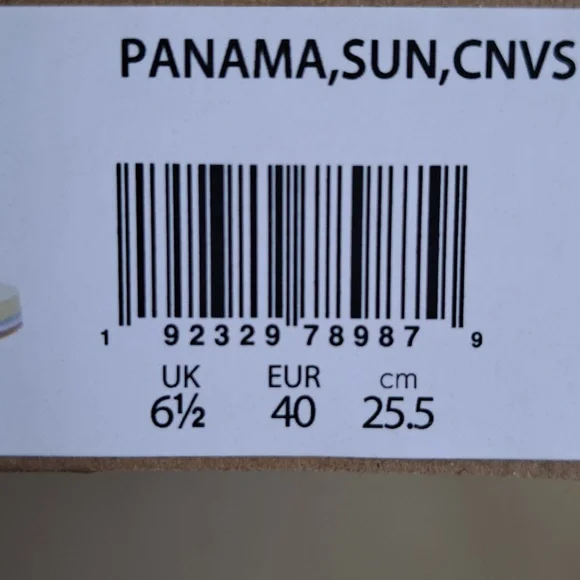 PANAMA,SUN,CNVS
1 92329 78987 9
UK EUR cm
6½ 40 25.5